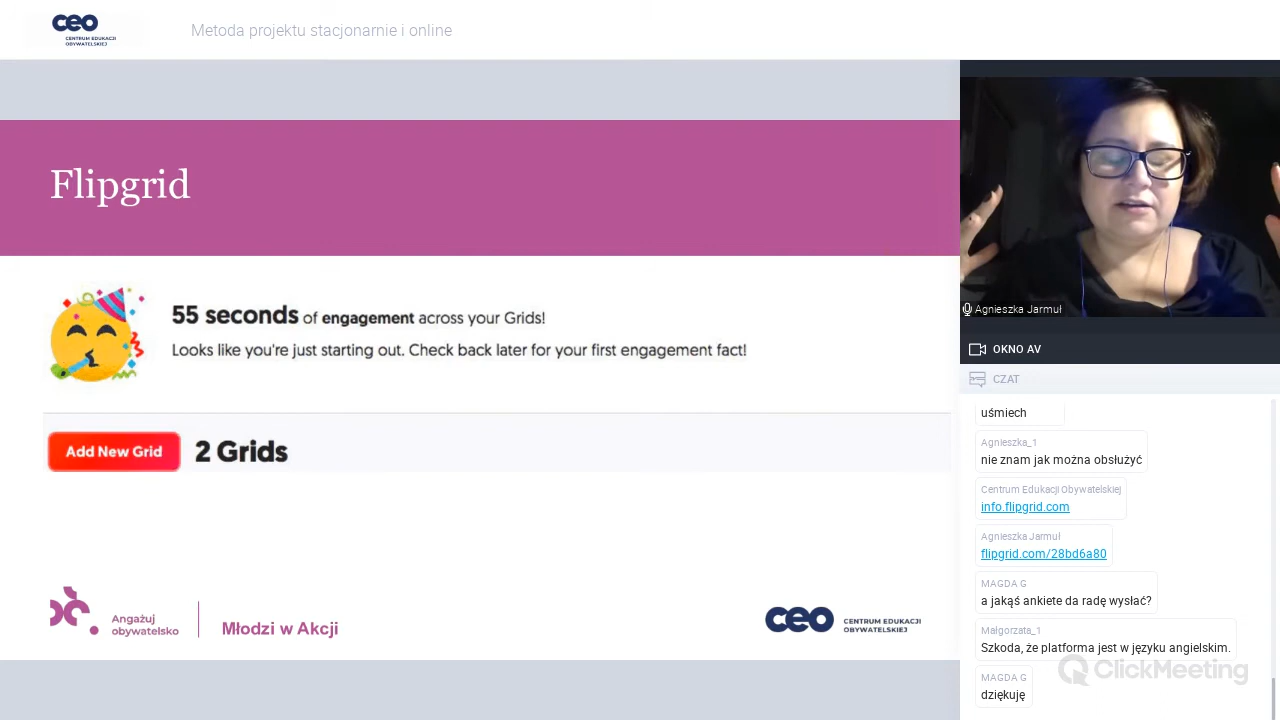 ceo
CENTRUM EDUKACJI
OBYWATELSKIEJ
Metoda projektu stacjonarnie i online
Flipgrid
55 seconds of engagement across your Grids!
Looks like you're just starting out. Check back later for your first engagement fact!
Add New Grid
2 Grids
Angażuj
obywatelsko
Młodzi w Akcji
ceo
CENTRUM EDUKACJI
OBYWATELSKIEJ
Agnieszka Jarmuł
OKNO AV
CZAT
uśmiech
Agnieszka_1
nie znam jak można obsłużyć
Centrum Edukacji Obywatelskiej
info.flipgrid.com
Agnieszka Jarmuł
flipgrid.com/28bd6a80
MAGDA G
a jakąś ankiete da radę wysłać?
Małgorzata_1
Szkoda, że platforma jest w języku angielskim.
ClickMeeting
MAGDA G
dziękuję